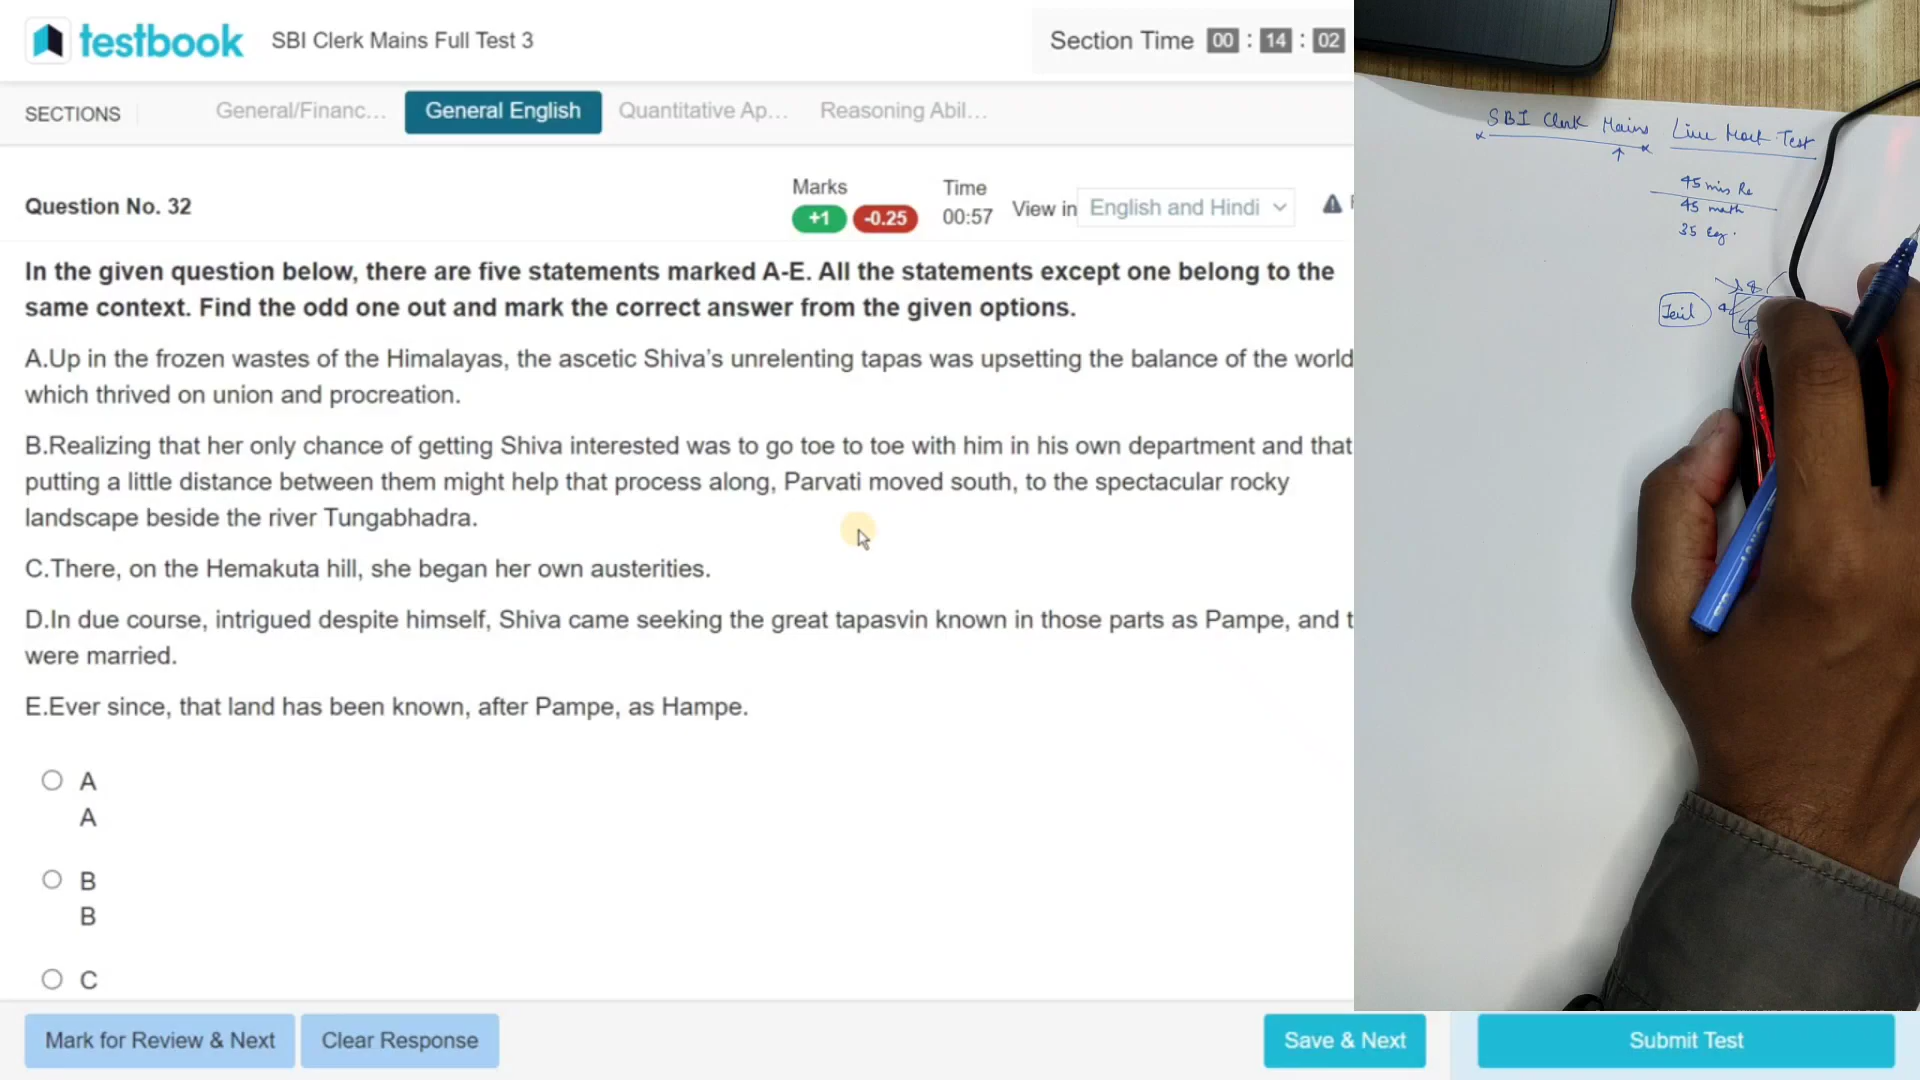 testbook
SBI Clerk Mains Full Test 3
Section Time 00 : 14 : 02
SECTIONS
General/Financ...
General English
Quantitative Ap...
Reasoning Abil...
Question No. 32
Marks
+1 -0.25
Time
00:57
View in English and Hindi
In the given question below, there are five statements marked A-E. All the statements except one belong to the
same context. Find the odd one out and mark the correct answer from the given options.
A.Up in the frozen wastes of the Himalayas, the ascetic Shiva's unrelenting tapas was upsetting the balance of the world
which thrived on union and procreation.
B.Realizing that her only chance of getting Shiva interested was to go toe to toe with him in his own department and that
putting a little distance between them might help that process along, Parvati moved south, to the spectacular rocky
landscape beside the river Tungabhadra.
C.There, on the Hemakuta hill, she began her own austerities.
D.In due course, intrigued despite himself, Shiva came seeking the great tapasvin known in those parts as Pampe, and t
were married.
E.Ever since, that land has been known, after Pampe, as Hampe.
A
A
B
B
C
Mark for Review & Next
Clear Response
Save & Next
Submit Test
SBI Clerk Mains Live Mock Test
45 min Re
45 math
35 Eng.